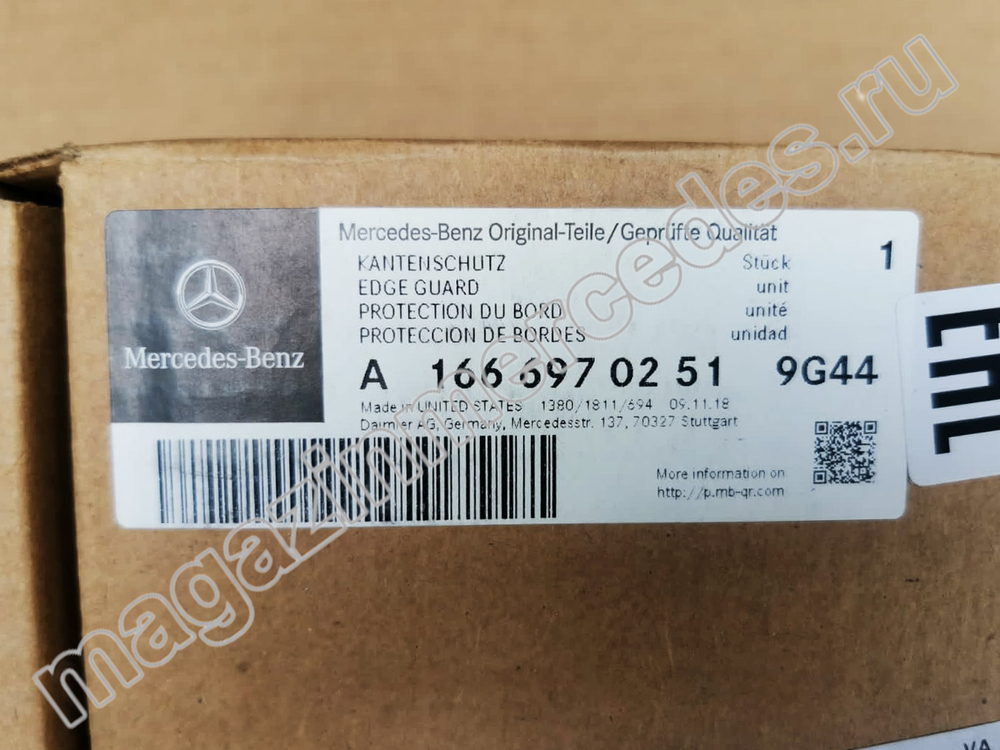 Mercedes-Benz
Mercedes-Benz Original-Teile/Geprüfte Qualität
KANTENSCHUTZ Stück 1
EDGE GUARD unit
PROTECTION DU BORD unité
PROTECCION DE BORDES unidad
A 166 697 02 51 9G44
Made in UNITED STATES 1380/1811/694 09.11.18
Daimler AG, Germany, Mercedesstr. 137, 70327 Stuttgart
More information on
http://p.mb-qr.com
EAC
VA
magazinmercedes.ru